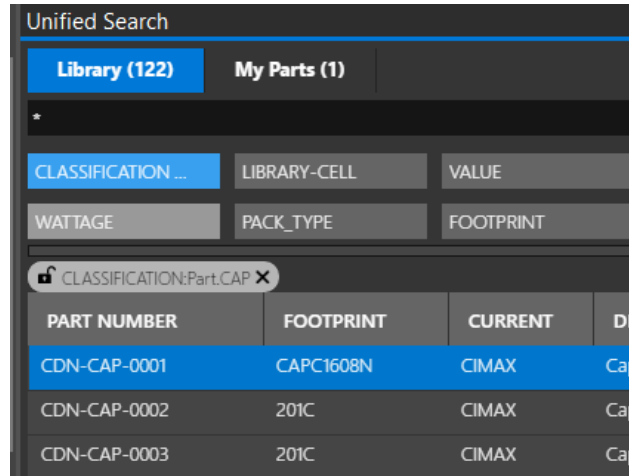 Unified Search
Library (122) My Parts (1)
*
CLASSIFICATION ... LIBRARY-CELL VALUE
WATTAGE PACK_TYPE FOOTPRINT
CLASSIFICATION:Part.CAP
PART NUMBER FOOTPRINT CURRENT
CDN-CAP-0001 CAPC1608N CIMAX
CDN-CAP-0002 201C CIMAX
CDN-CAP-0003 201C CIMAX